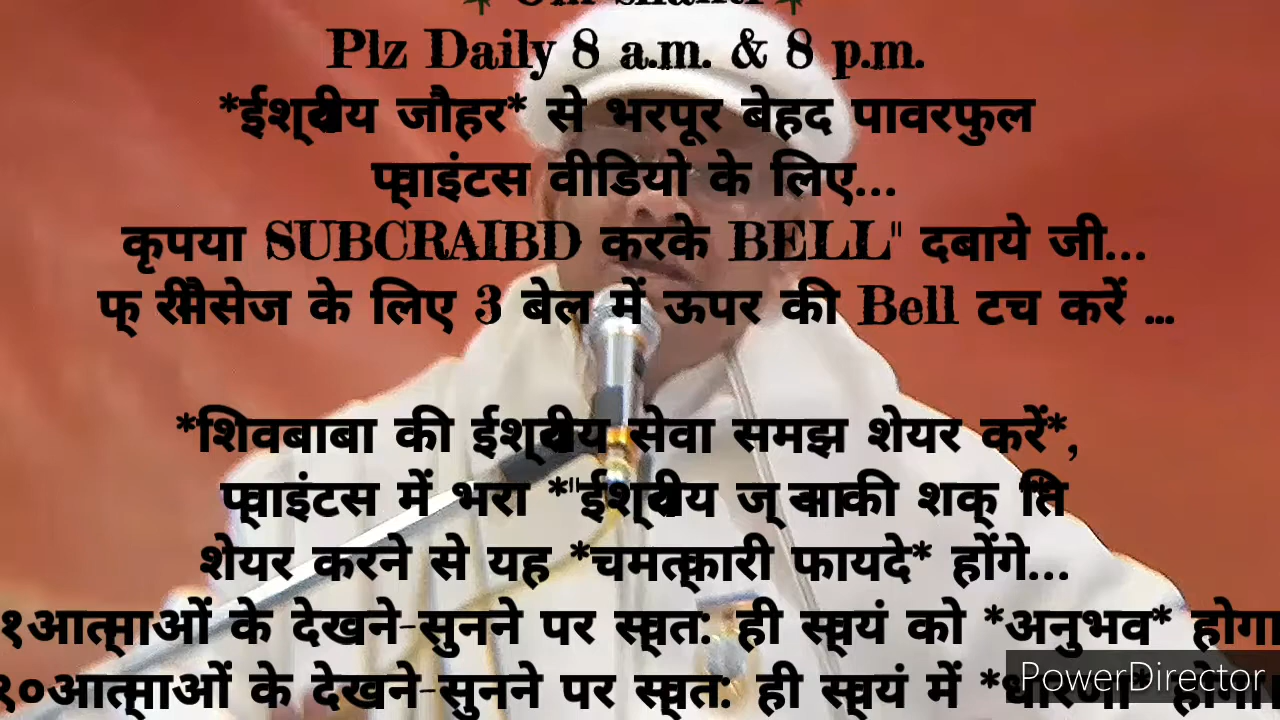 Plz Daily 8 a.m. & 8 p.m.
*ईश्वरीय जौहर* से भरपूर बेहद पावरफुल
प्वाइंटस वीडियो के लिए...
कृपया SUBCRAIBD करके BELL" दबाये जी...
फ्री मैसेज के लिए 3 बेल में ऊपर की Bell टच करें ...
*शिवबाबा की ईश्वरीय सेवा समझ शेयर करें*,
प्वाइंटस में भरा *"ईश्वरीय ज्ञान की शक्ति"*
शेयर करने से यह *चमत्कारी फायदे* होंगे...
१आत्माओं के देखने-सुनने पर स्वत: ही स्वयं को *अनुभव* होगा
१०आत्माओं के देखने-सुनने पर स्वत: ही स्वयं में *धारणा* होगा
PowerDirector